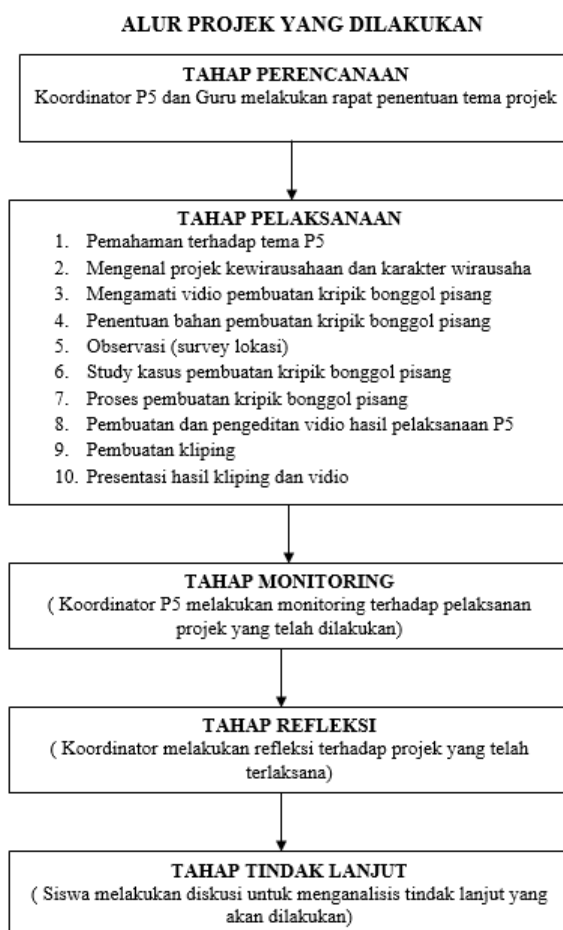 ALUR PROJEK YANG DILAKUKAN
TAHAP PERENCANAAN
Koordinator P5 dan Guru melakukan rapat penentuan tema projek
TAHAP PELAKSANAAN
1. Pemahaman terhadap tema P5
2. Mengenal projek kewirausahaan dan karakter wirausaha
3. Mengamati vidio pembuatan kripik bonggol pisang
4. Penentuan bahan pembuatan kripik bonggol pisang
5. Observasi (survey lokasi)
6. Study kasus pembuatan kripik bonggol pisang
7. Proses pembuatan kripik bonggol pisang
8. Pembuatan dan pengeditan vidio hasil pelaksanaan P5
9. Pembuatan kliping
10. Presentasi hasil kliping dan vidio
TAHAP MONITORING
( Koordinator P5 melakukan monitoring terhadap pelaksanan
projek yang telah dilakukan)
TAHAP REFLEKSI
( Koordinator melakukan refleksi terhadap projek yang telah
terlaksana)
TAHAP TINDAK LANJUT
( Siswa melakukan diskusi untuk menganalisis tindak lanjut yang
akan dilakukan)